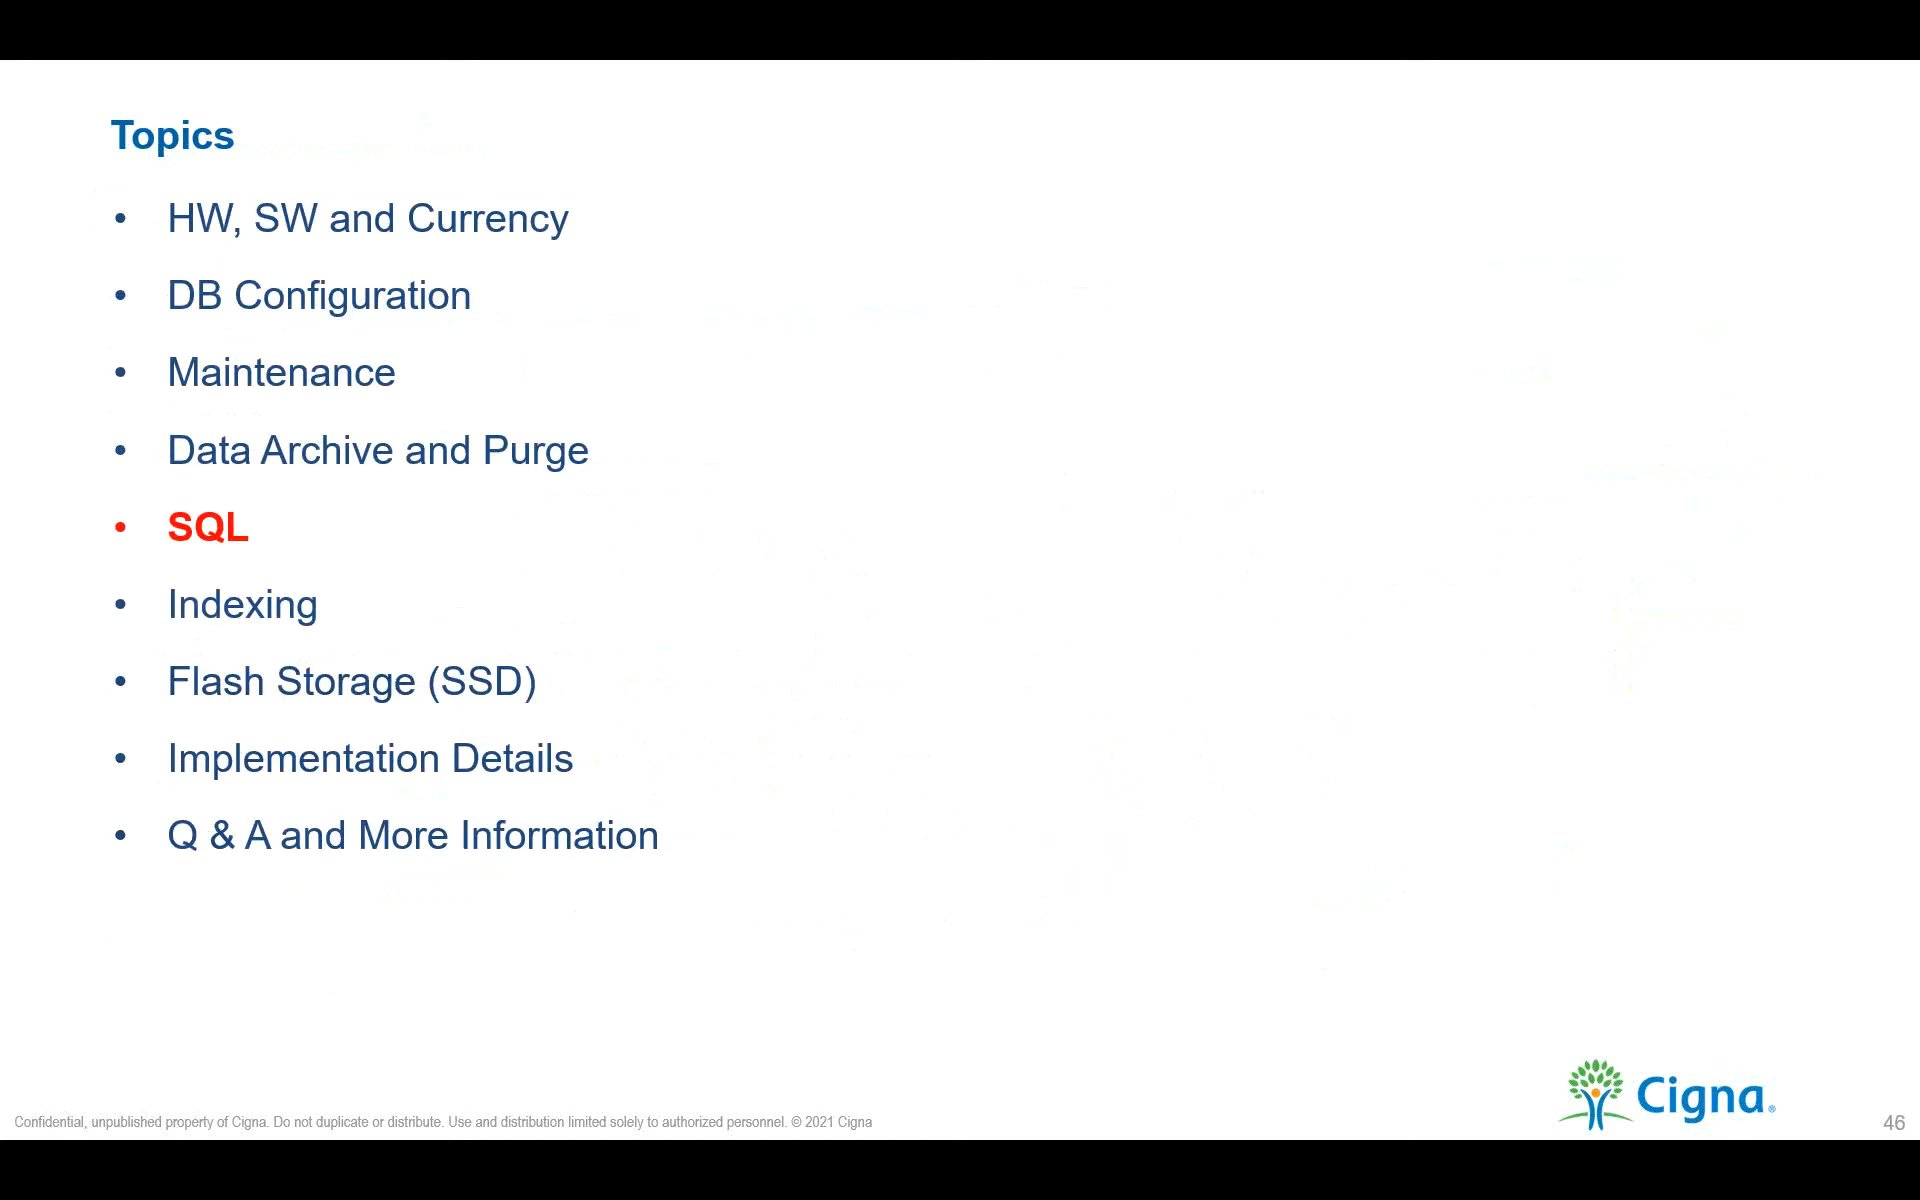 Topics
• HW, SW and Currency
• DB Configuration
• Maintenance
• Data Archive and Purge
• SQL
• Indexing
• Flash Storage (SSD)
• Implementation Details
• Q & A and More Information
Cigna®
Confidential, unpublished property of Cigna. Do not duplicate or distribute. Use and distribution limited solely to authorized personnel. © 2021 Cigna
46